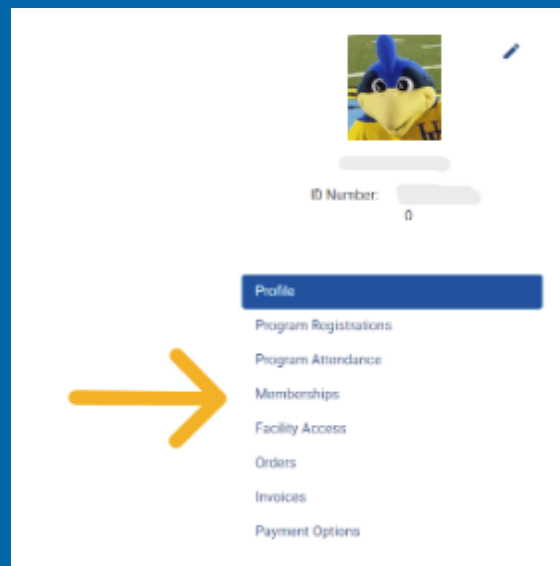 ID Number:
0
Profile
Program Registrations
Program Attendance
Memberships
Facility Access
Orders
Invoices
Payment Options